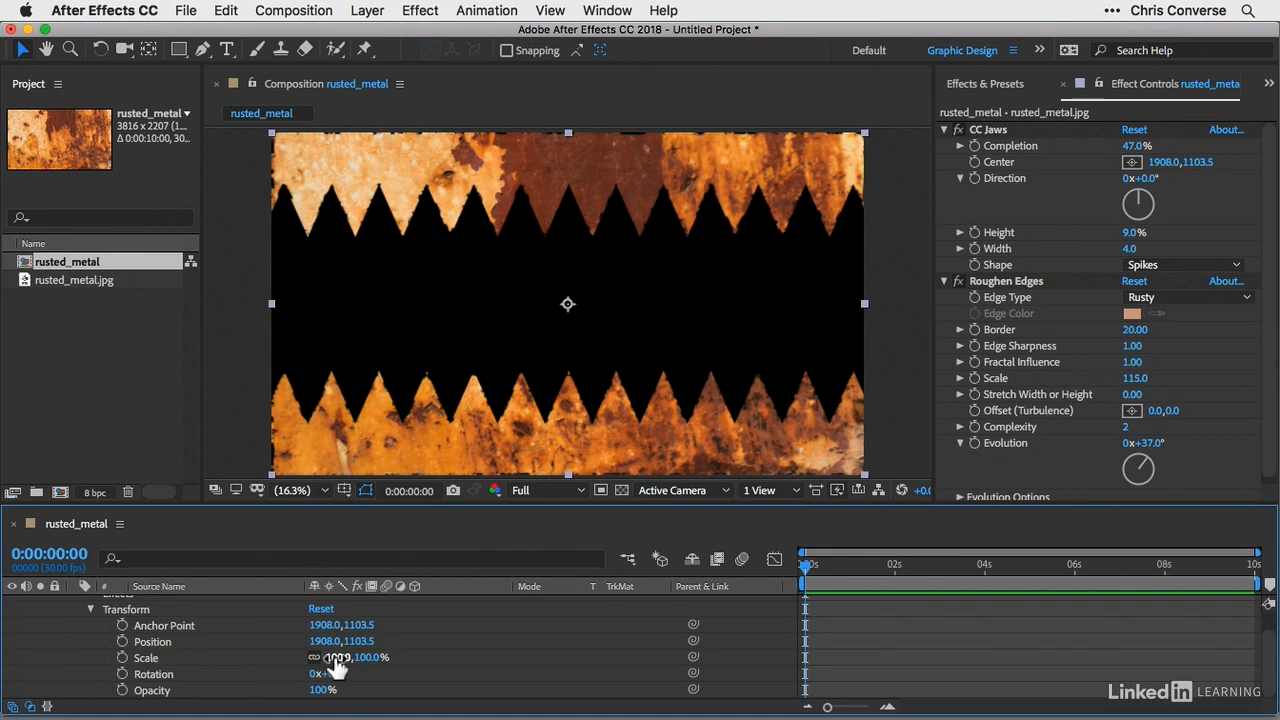 After Effects CC File Edit Composition Layer Effect Animation View Window Help ••• Chris Converse
Adobe After Effects CC 2018 - Untitled Project *
Snapping Default Graphic Design Search Help
Project
Composition rusted_metal
Effects & Presets
Effect Controls rusted_meta
rusted_metal
3816 x 2207 (1...
Δ 0:00:10:00, 30...
rusted_metal
rusted_metal • rusted_metal.jpg
fx CC Jaws Reset About...
Completion 47.0%
Center 1908.0,1103.5
Direction 0x+0.0°
Height 9.0%
Width 4.0
Shape Spikes
fx Roughen Edges Reset About...
Edge Type Rusty
Edge Color
Border 20.00
Edge Sharpness 1.00
Fractal Influence 1.00
Scale 115.0
Stretch Width or Height 0.00
Offset (Turbulence) 0.0,0.0
Complexity 2
Evolution 0x+37.0°
Evolution Options
Name
rusted_metal
rusted_metal.jpg
8 bpc
(16.3%) 0:00:00:00 Full Active Camera 1 View +0.0
rusted_metal
0:00:00:00
00000 (30.00 fps)
# Source Name fx Mode T TrkMat Parent & Link
:00s 02s 04s 06s 08s 10s
Effects
Transform Reset
Anchor Point 1908.0,1103.5
Position 1908.0,1103.5
Scale 100.0%
Rotation
Opacity 100%
LinkedIn LEARNING